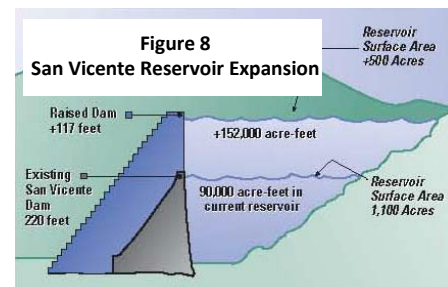 Figure 8
San Vicente Reservoir Expansion
Reservoir
Surface Area
+500 Acres
Raised Dam
+117 feet
+152,000 acre-feet
Existing
San Vicente
Dam
220 feet
90,000 acre-feet in
current reservoir
Reservoir
Surface Area
1,100 Acres